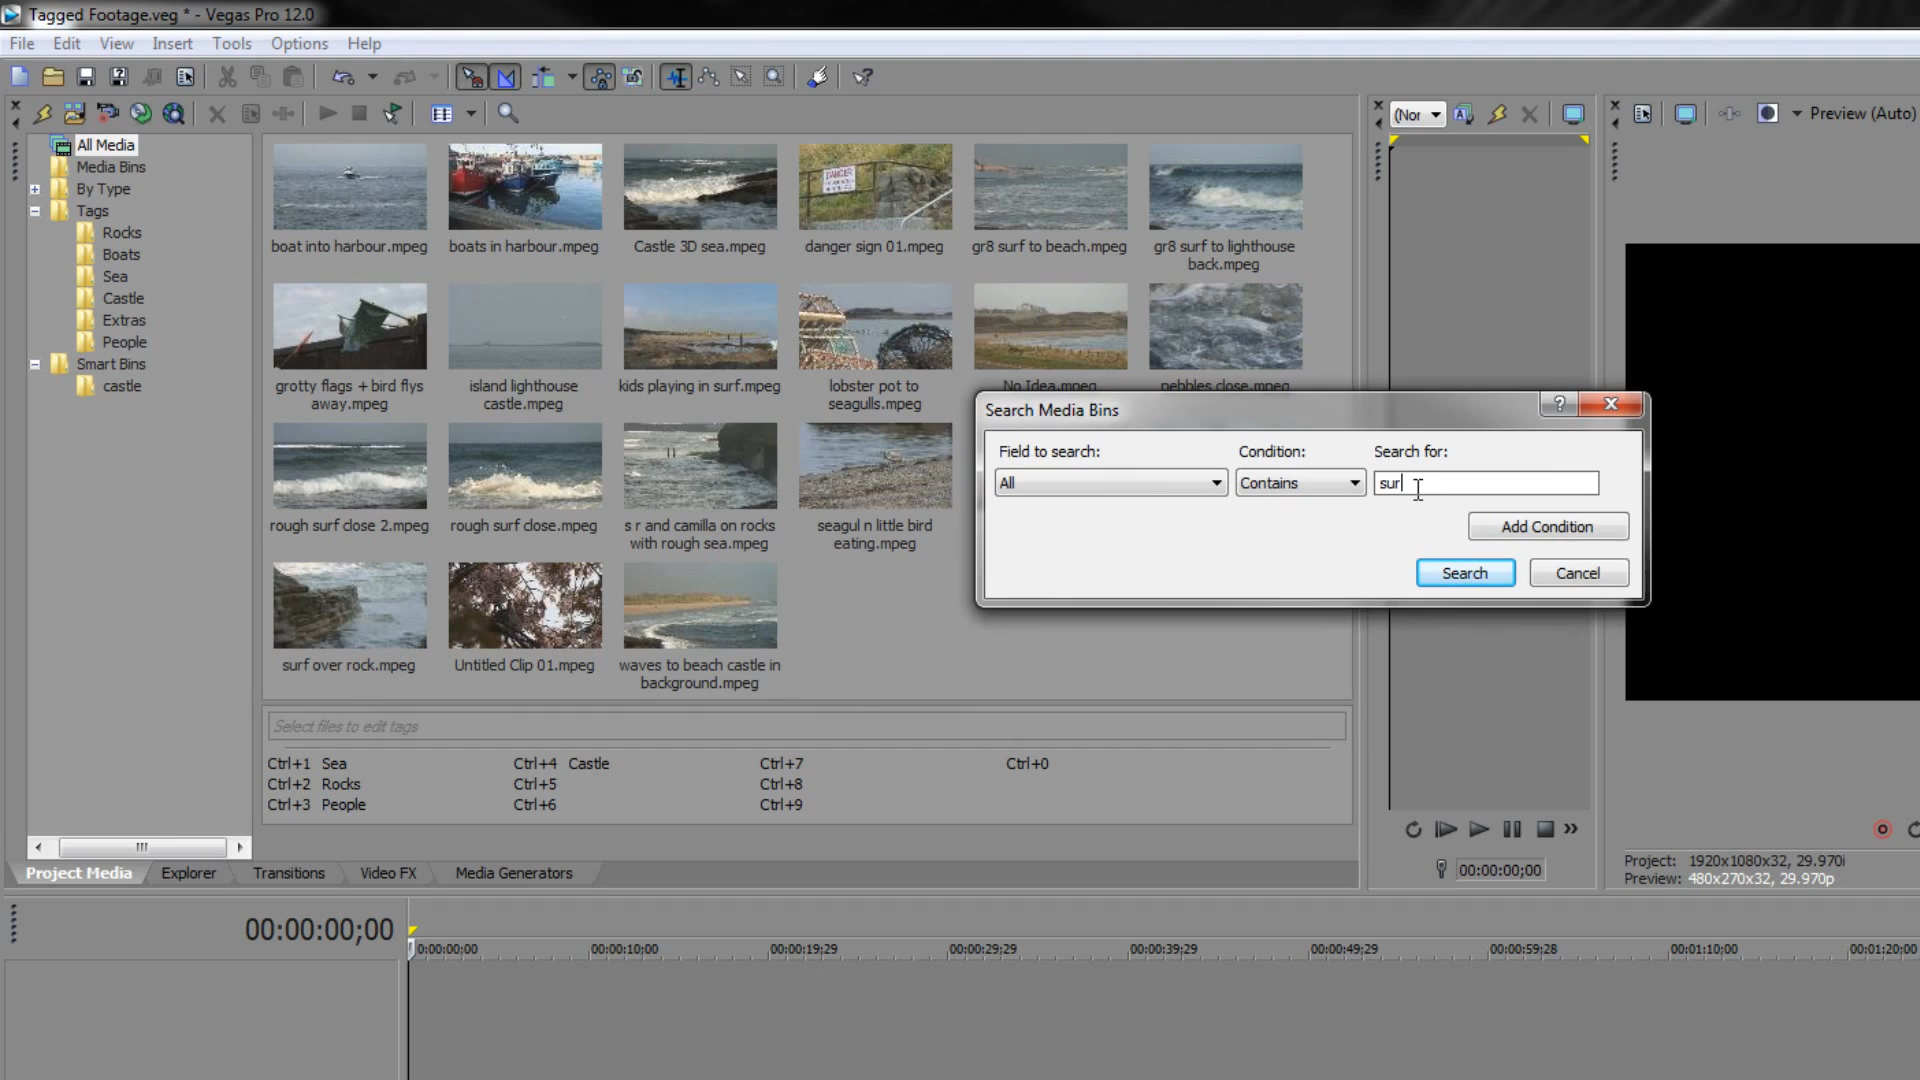 Tagged Footage.veg * - Vegas Pro 12.0
File Edit View Insert Tools Options Help
(Nor
Preview (Auto)
All Media
Media Bins
By Type
Tags
Rocks
Boats
Sea
Castle
Extras
People
Smart Bins
castle
DANGER
boat into harbour.mpeg
boats in harbour.mpeg
Castle 3D sea.mpeg
danger sign 01.mpeg
gr8 surf to beach.mpeg
gr8 surf to lighthouse
back.mpeg
grotty flags + bird flys
away.mpeg
island lighthouse
castle.mpeg
kids playing in surf.mpeg
lobster pot to
seagulls.mpeg
No Idea.mpeg
pebbles close.mpeg
rough surf close 2.mpeg
rough surf close.mpeg
s r and camilla on rocks
with rough sea.mpeg
seagul n little bird
eating.mpeg
surf over rock.mpeg
Untitled Clip 01.mpeg
waves to beach castle in
background.mpeg
Search Media Bins
Field to search: Condition: Search for:
All Contains sur
Add Condition
Search Cancel
Select files to edit tags
Ctrl+1 Sea Ctrl+4 Castle Ctrl+7 Ctrl+0
Ctrl+2 Rocks Ctrl+5 Ctrl+8
Ctrl+3 People Ctrl+6 Ctrl+9
Project Media Explorer Transitions Video FX Media Generators
00:00:00;00
Project: 1920x1080x32, 29.970i
Preview: 480x270x32, 29.970p
00:00:00;00
0:00:00;00 00:00:10;00 00:00:19;29 00:00:29;29 00:00:39;29 00:00:49;29 00:00:59;28 00:01:10;00 00:01:20;00